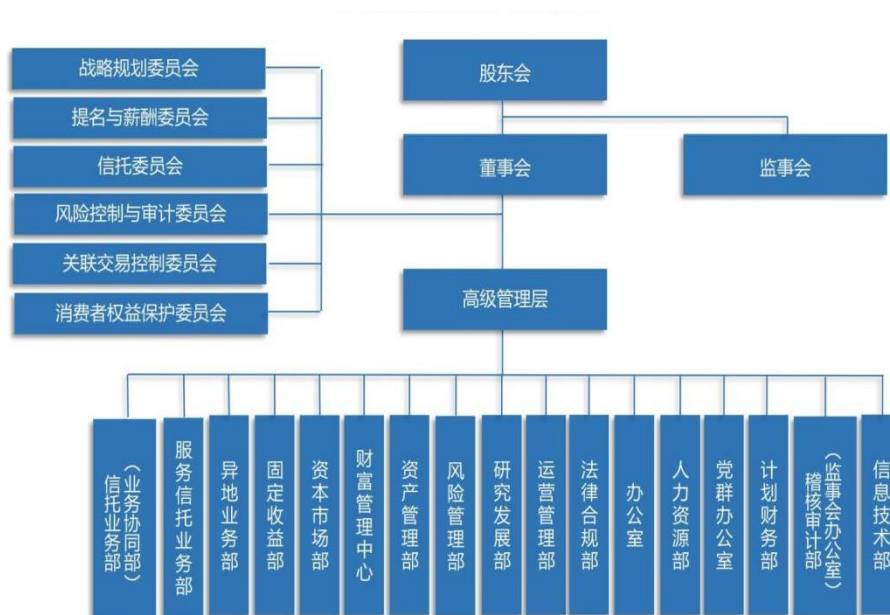 战略规划委员会
提名与薪酬委员会
信托委员会
风险控制与审计委员会
关联交易控制委员会
消费者权益保护委员会
股东会
董事会
监事会
高级管理层
信托业务部
（业务协同部）
服务信托业务部
异地业务部
固定收益部
资本市场部
财富管理中心
资产管理部
风险管理部
研究发展部
运营管理部
法律合规部
办公室
人力资源部
党群办公室
计划财务部
稽核审计部
（监事会办公室）
信息技术部